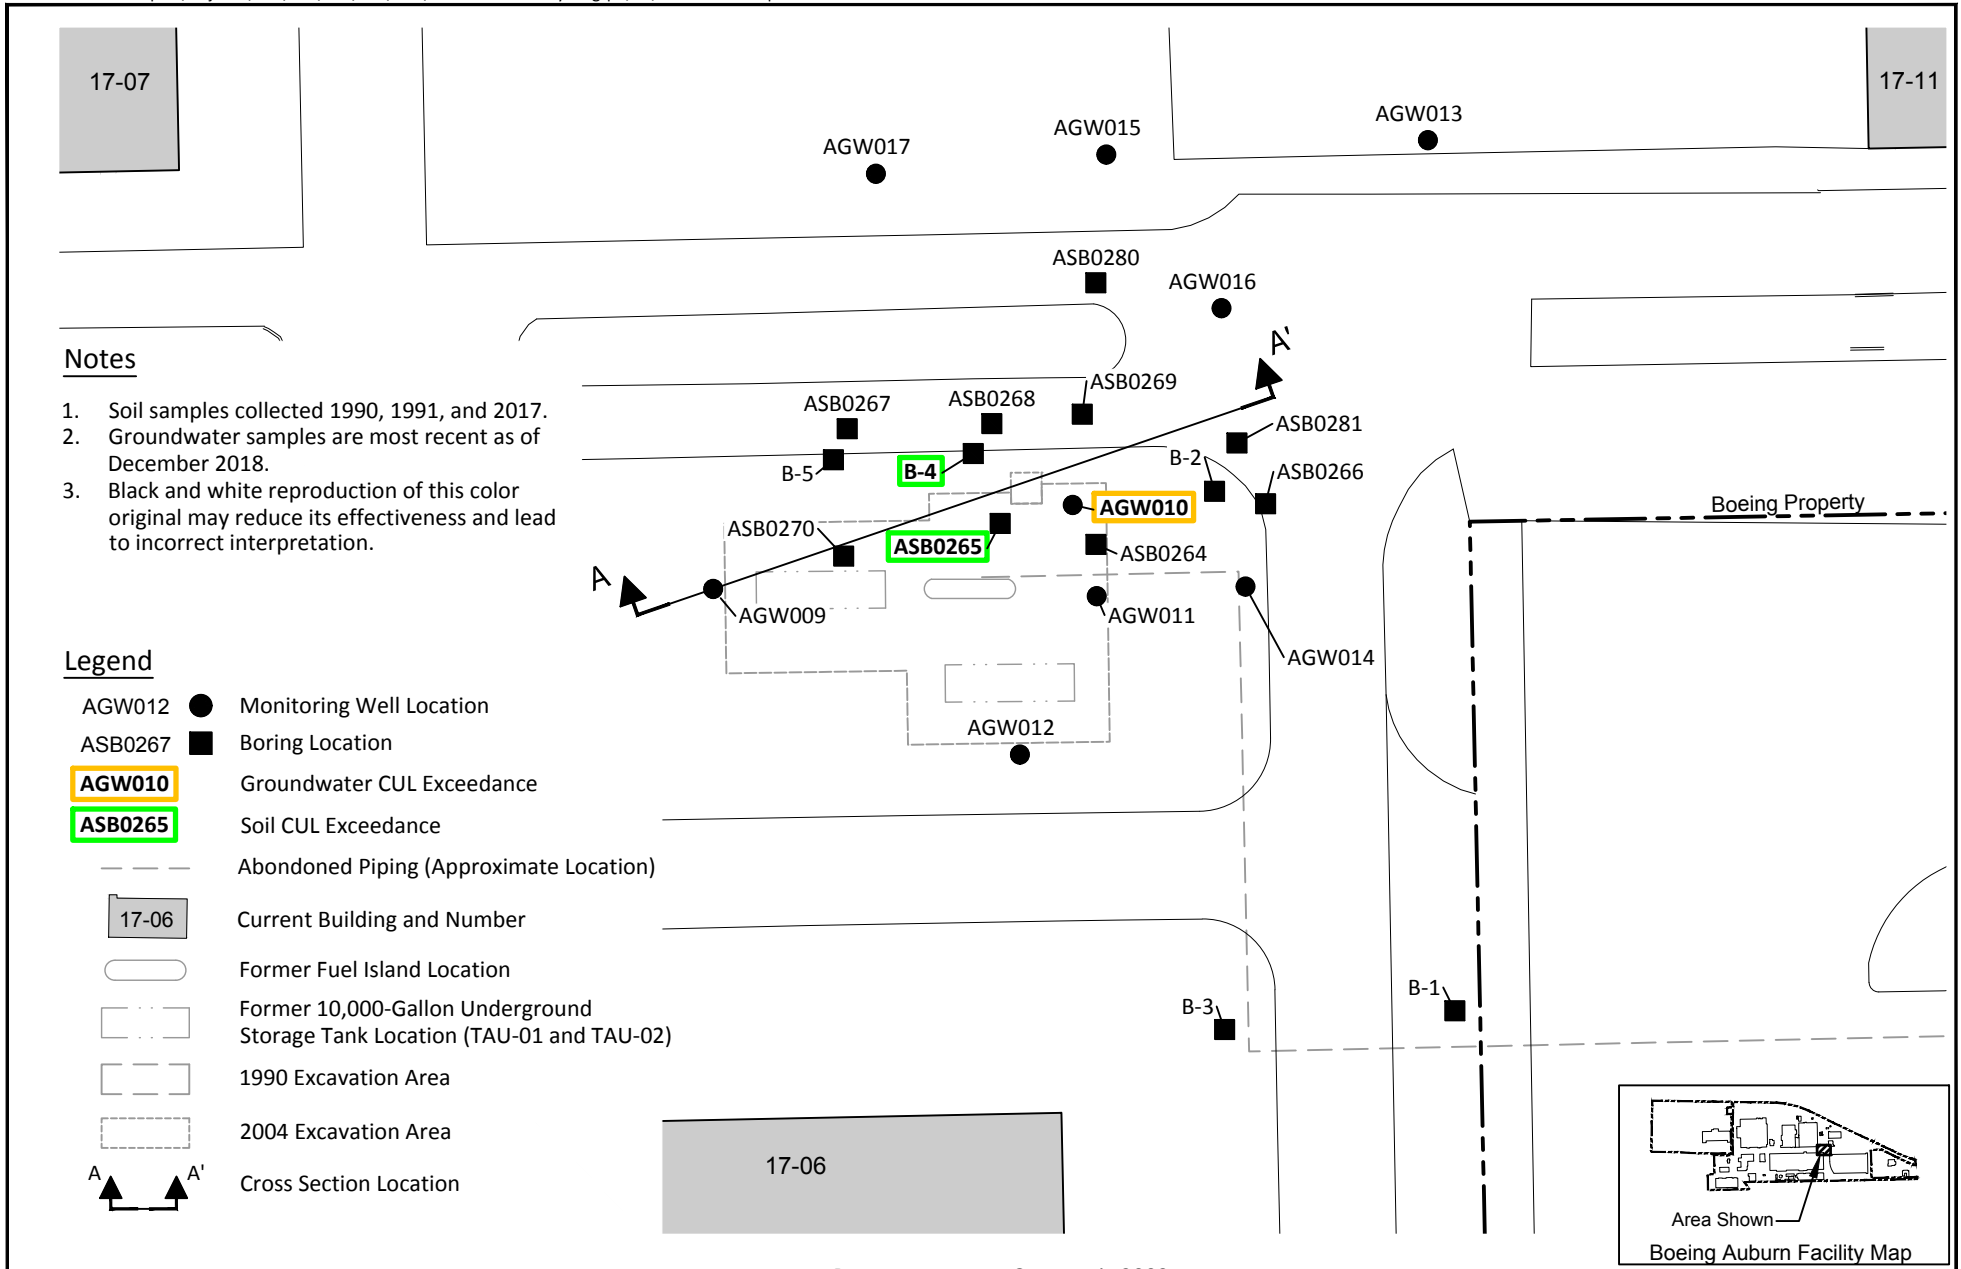 17-07
17-11
AGW013
AGW015
AGW017
ASB0280
AGW016
A'
Notes
1. Soil samples collected 1990, 1991, and 2017.
2. Groundwater samples are most recent as of
December 2018.
3. Black and white reproduction of this color
original may reduce its effectiveness and lead
to incorrect interpretation.
ASB0269
ASB0268
ASB0267
ASB0281
B-5
B-4
B-2
ASB0266
Boeing Property
AGW010
ASB0270
ASB0265
ASB0264
A
AGW009
AGW011
AGW014
AGW012
Legend
AGW012 Monitoring Well Location
ASB0267 Boring Location
AGW010 Groundwater CUL Exceedance
ASB0265 Soil CUL Exceedance
Abondoned Piping (Approximate Location)
17-06 Current Building and Number
Former Fuel Island Location
Former 10,000-Gallon Underground
Storage Tank Location (TAU-01 and TAU-02)
1990 Excavation Area
2004 Excavation Area
A A' Cross Section Location
B-3
B-1
17-06
Area Shown
Boeing Auburn Facility Map